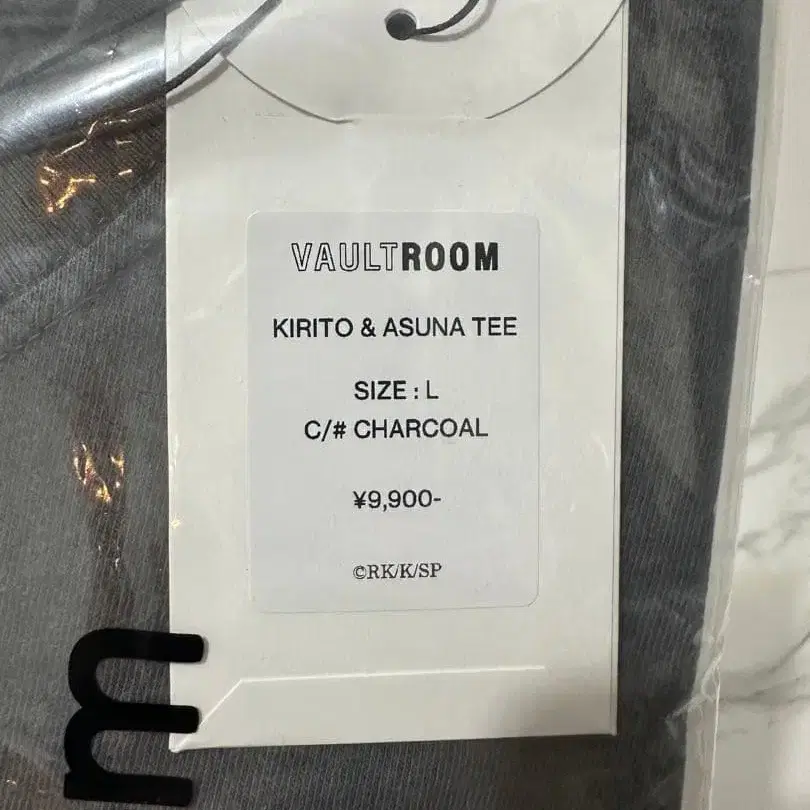 VAULTROOM
KIRITO & ASUNA TEE
SIZE : L
C/# CHARCOAL
¥9,900-
©RK/K/SP
m